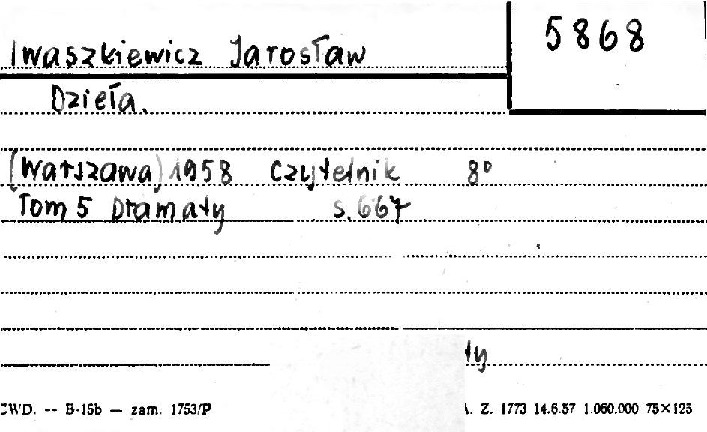 5868
Iwaszkiewicz Jarosław
Dzieła.
(Warszawa) 1958 Czytelnik 8°
Tom 5 Dramaty s. 667
ty
CWD. -- B-15b — zam. 1753/P
A. Z. 1773 14.6.57 1.060.000 75×125